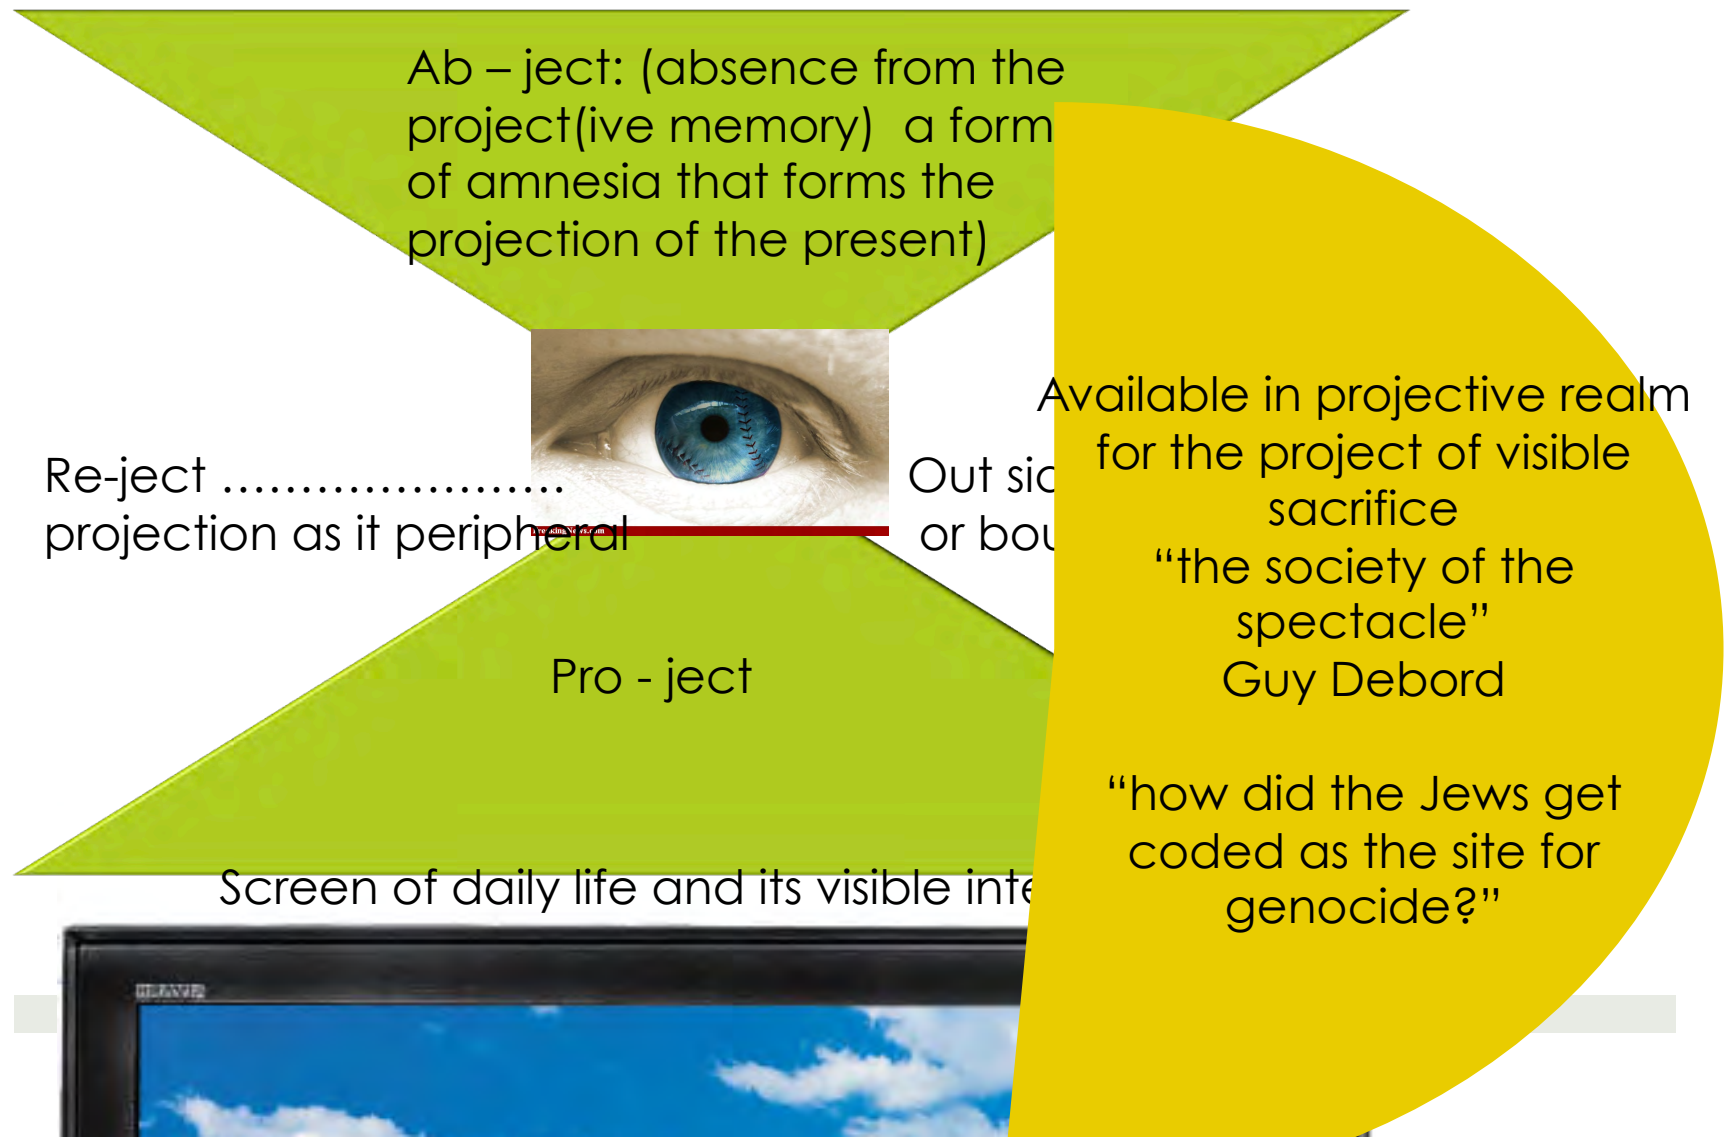 Ab – ject: (absence from the
project(ive memory)  a form
of amnesia that forms the
projection of the present)
Re-ject ......................
projection as it peripheral
Out
or
Available in projective realm
for the project of visible
sacrifice
“the society of the
spectacle”
Guy Debord
“how did the Jews get
coded as the site for
genocide?”
Pro - ject
Screen of daily life and its visible